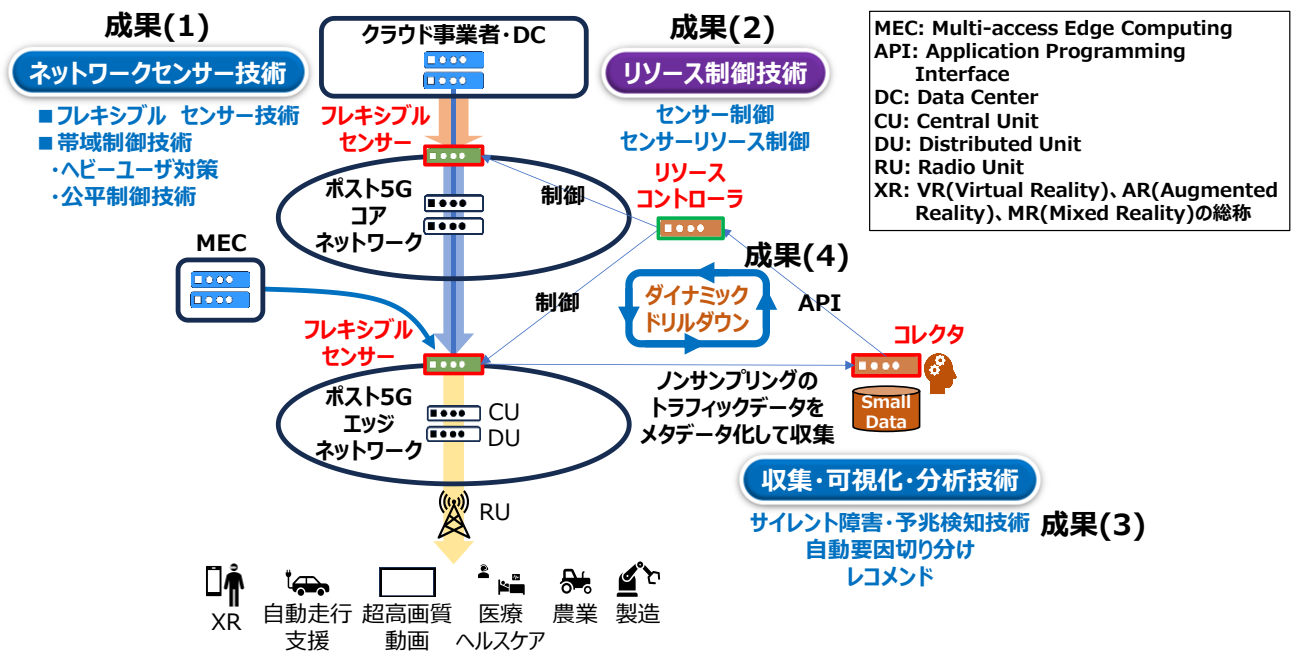 成果(1)
ネットワークセンサー技術
■フレキシブル センサー技術
■帯域制御技術
・ヘビーユーザ対策
・公平制御技術
クラウド事業者・DC
フレキシブル
センサー
成果(2)
リソース制御技術
センサー制御
センサーリソース制御
MEC: Multi-access Edge Computing
API: Application Programming
Interface
DC: Data Center
CU: Central Unit
DU: Distributed Unit
RU: Radio Unit
XR: VR(Virtual Reality)、AR(Augmented
Reality)、MR(Mixed Reality)の総称
ポスト5G
コア
ネットワーク
制御
リソース
コントローラ
MEC
成果(4)
ダイナミック
ドリルダウン
制御
API
フレキシブル
センサー
コレクタ
ポスト5G
エッジ
ネットワーク
CU
DU
ノンサンプリングの
トラフィックデータを
メタデータ化して収集
Small
Data
収集・可視化・分析技術
サイレント障害・予兆検知技術
自動要因切り分け
レコメンド
成果(3)
RU
XR
自動走行
支援
超高画質
動画
医療
ヘルスケア
農業
製造